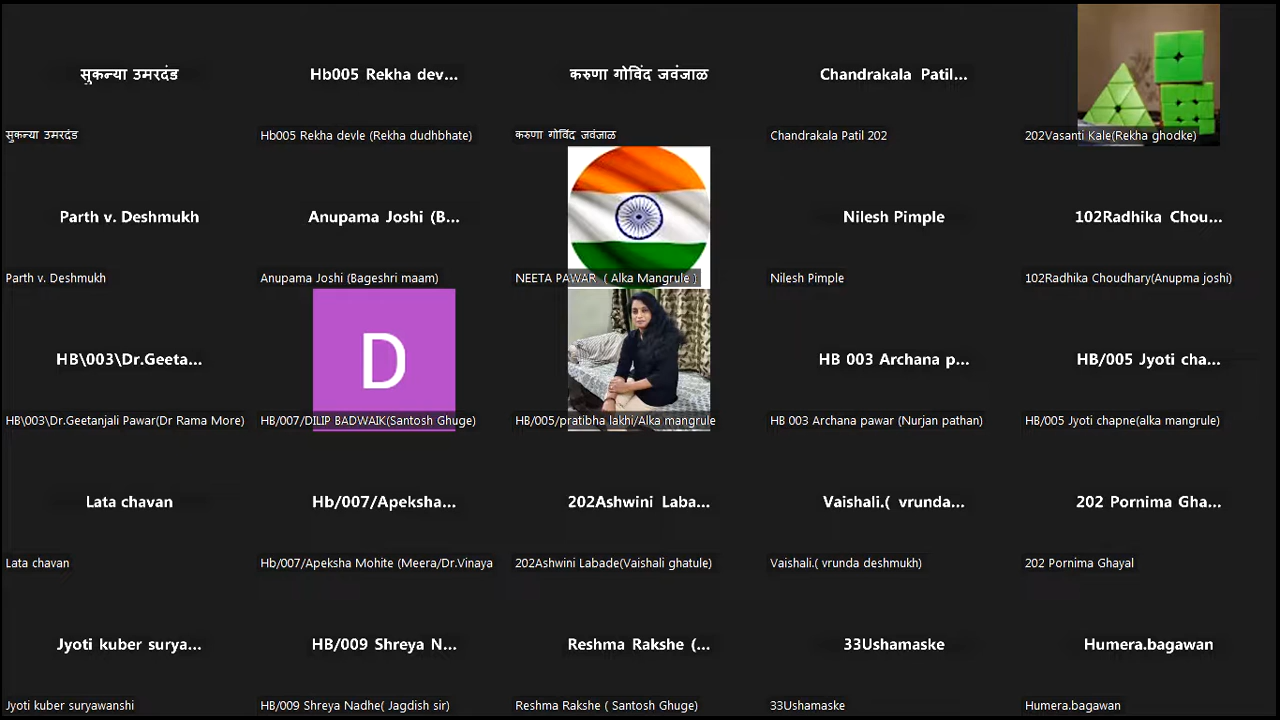 सुकन्या उमरदंड
Hb005 Rekha dev...
करुणा गोविंद जवंजाळ
Chandrakala Patil...
सुकन्या उमरदंड
Hb005 Rekha devle (Rekha dudhbhate)
करुणा गोविंद जवंजाळ
Chandrakala Patil 202
202Vasanti Kale(Rekha ghodke)
Parth v. Deshmukh
Anupama Joshi (B...
Nilesh Pimple
102Radhika Chou...
Parth v. Deshmukh
Anupama Joshi (Bageshri maam)
NEETA PAWAR ( Alka Mangrule )
Nilesh Pimple
102Radhika Choudhary(Anupma joshi)
HB\003\Dr.Geeta...
D
HB 003 Archana p...
HB/005 Jyoti cha...
HB\003\Dr.Geetanjali Pawar(Dr Rama More)
HB/007/DILIP BADWAIK(Santosh Ghuge)
HB/005/pratibha lakhi/Alka mangrule
HB 003 Archana pawar (Nurjan pathan)
HB/005 Jyoti chapne(alka mangrule)
Lata chavan
Hb/007/Apeksha...
202Ashwini Laba...
Vaishali.( vrunda...
202 Pornima Gha...
Lata chavan
Hb/007/Apeksha Mohite (Meera/Dr.Vinaya
202Ashwini Labade(Vaishali ghatule)
Vaishali.( vrunda deshmukh)
202 Pornima Ghayal
Jyoti kuber surya...
HB/009 Shreya N...
Reshma Rakshe (...
33Ushamaske
Humera.bagawan
Jyoti kuber suryawanshi
HB/009 Shreya Nadhe( Jagdish sir)
Reshma Rakshe ( Santosh Ghuge)
33Ushamaske
Humera.bagawan